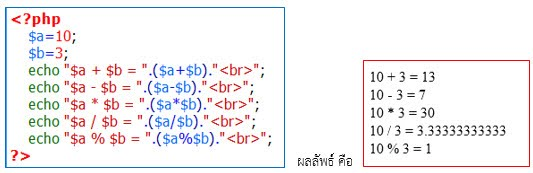 <?php
$a=10;
$b=3;
echo "$a + $b = ".($a+$b)."<br>";
echo "$a - $b = ".($a-$b)."<br>";
echo "$a * $b = ".($a*$b)."<br>";
echo "$a / $b = ".($a/$b)."<br>";
echo "$a % $b = ".($a%$b)."<br>";
?>
ผลลัพธ์ คือ
10 + 3 = 13
10 - 3 = 7
10 * 3 = 30
10 / 3 = 3.33333333333
10 % 3 = 1